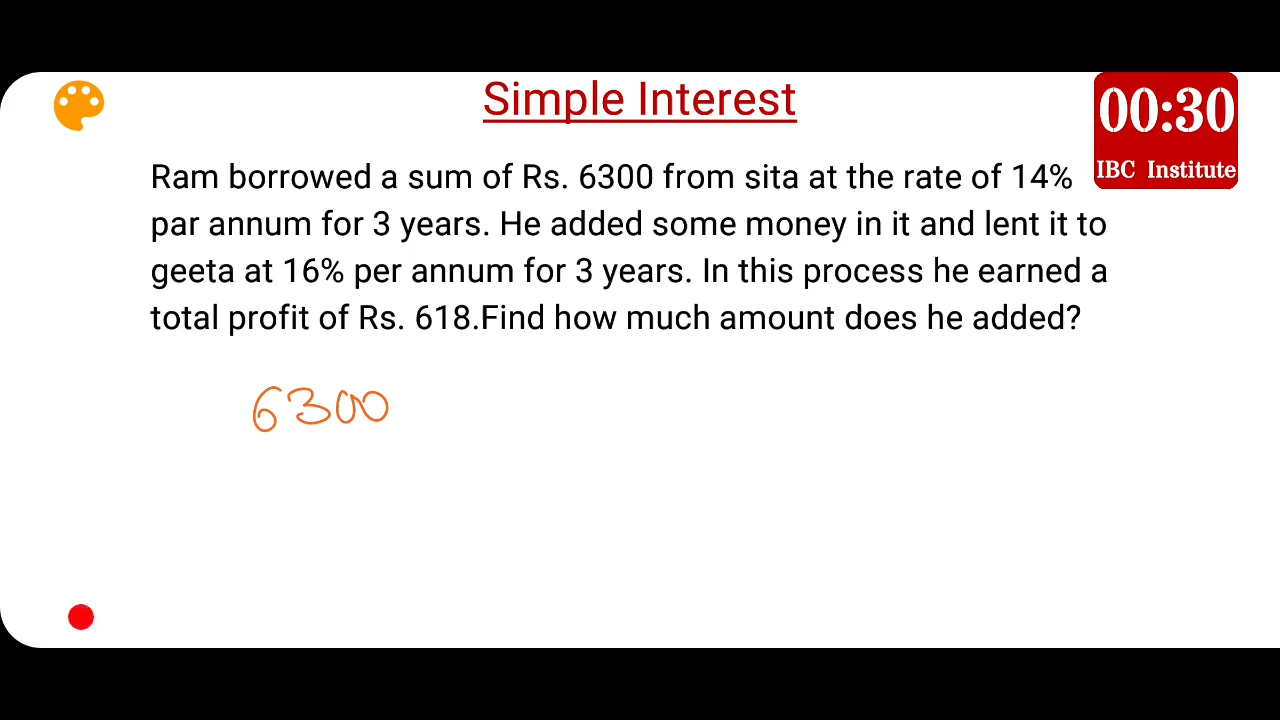 Simple Interest
00:30
IBC Institute
Ram borrowed a sum of Rs. 6300 from sita at the rate of 14%
par annum for 3 years. He added some money in it and lent it to
geeta at 16% per annum for 3 years. In this process he earned a
total profit of Rs. 618.Find how much amount does he added?
6300